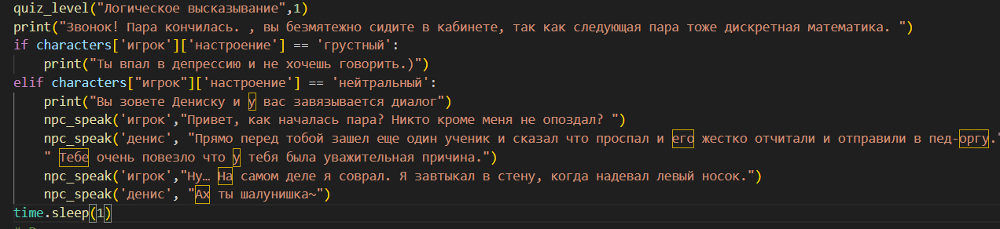 quiz_level("Логическое высказывание",1)
print("Звонок! Пара кончилась. , вы безмятежно сидите в кабинете, так как следующая пара тоже дискретная математика. ")
if characters['игрок']['настроение'] == 'грустный':
    print("Ты впал в депрессию и не хочешь говорить.)")
elif characters["игрок"]['настроение'] == 'нейтральный':
    print("Вы зовете Дениску и у вас завязывается диалог")
    npc_speak('игрок',"Привет, как началась пара? Никто кроме меня не опоздал? ")
    npc_speak('денис', "Прямо перед тобой зашел еще один ученик и сказал что проспал и его жестко отчитали и отправили в пед-оргу."
    " Тебе очень повезло что у тебя была уважительная причина.")
    npc_speak('игрок',"Ну… На самом деле я соврал. Я завтыкал в стену, когда надевал левый носок.")
    npc_speak('денис', "Ах ты шалунишка~")
time.sleep(1)